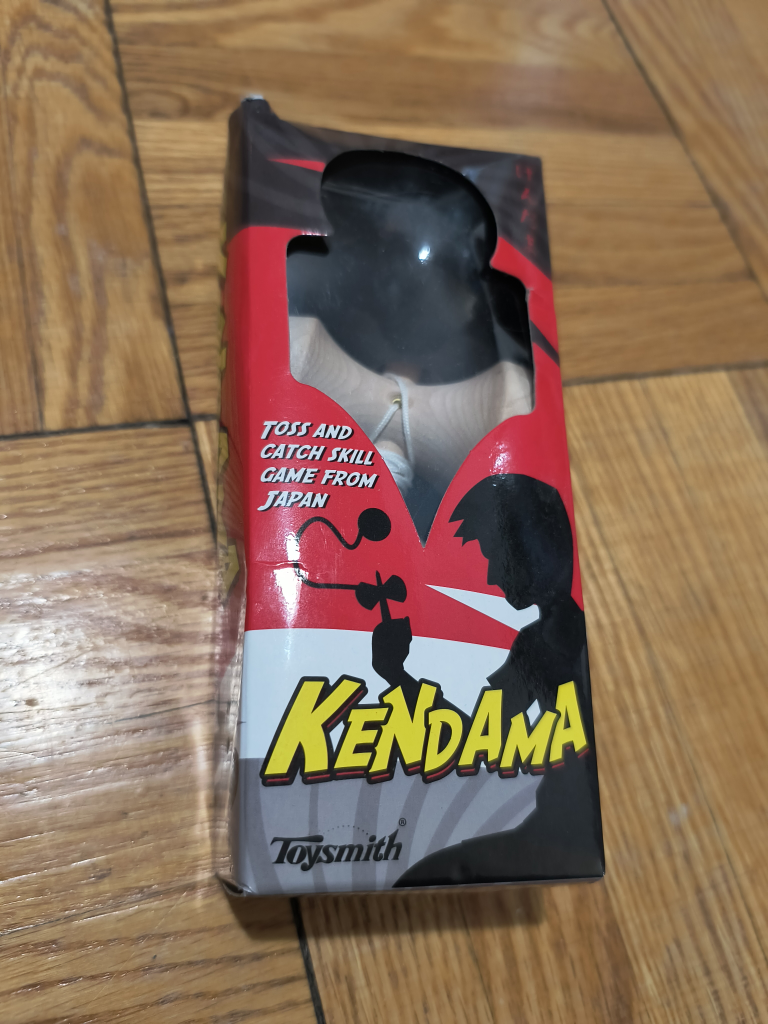 TOSS AND
CATCH SKILL
GAME FROM
JAPAN
KENDAMA
Toysmith®